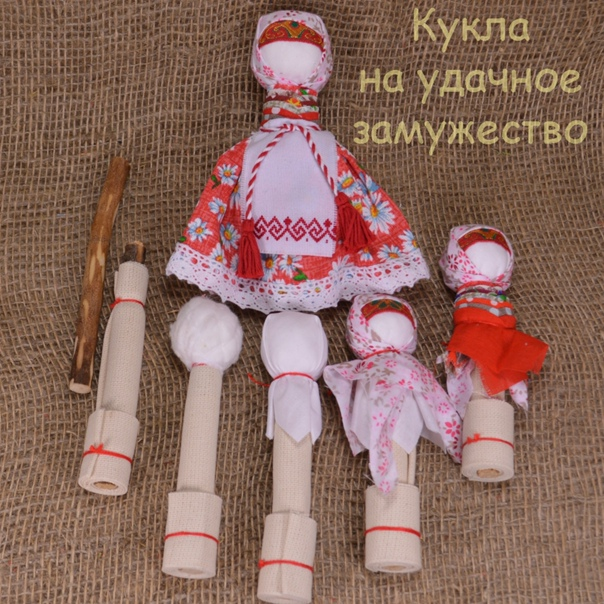 Кукла
на удачное
замужество